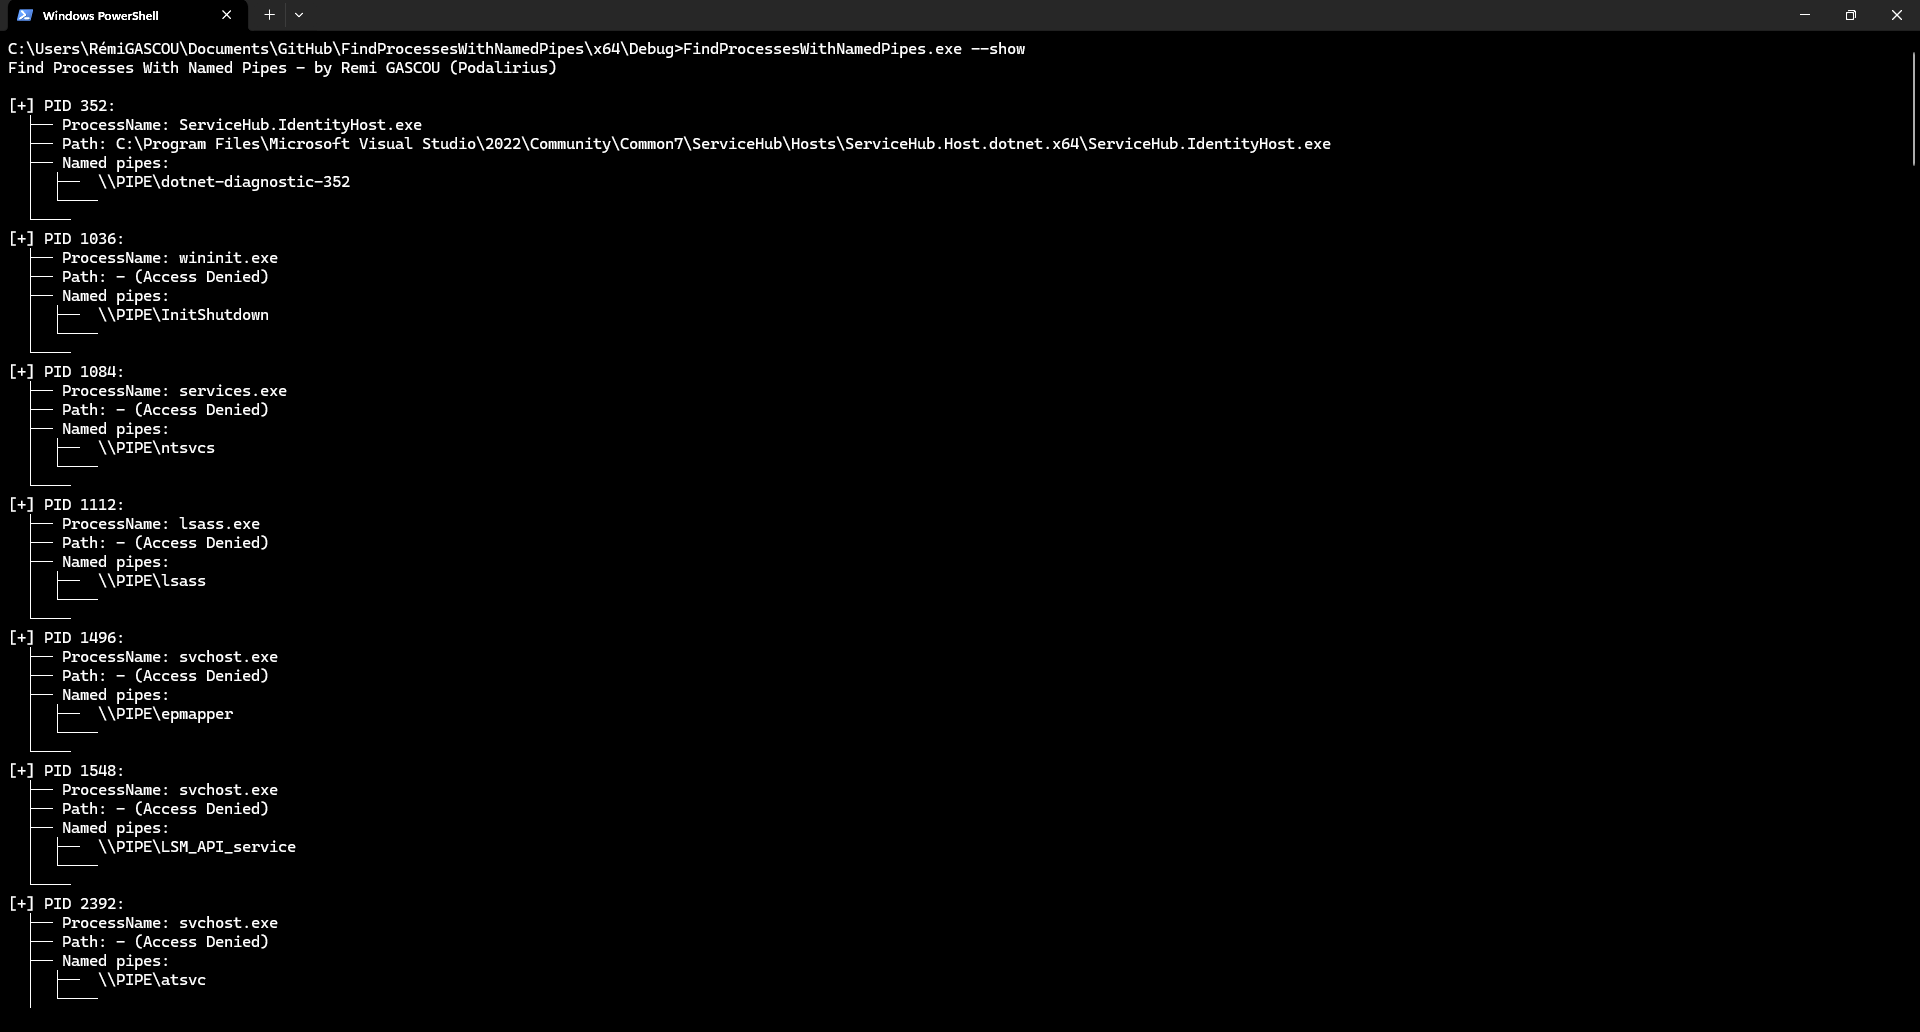 Windows PowerShell
C:\Users\RémiGASCOU\Documents\GitHub\FindProcessesWithNamedPipes\x64\Debug>FindProcessesWithNamedPipes.exe --show
Find Processes With Named Pipes - by Remi GASCOU (Podalirius)
[+] PID 352:
├── ProcessName: ServiceHub.IdentityHost.exe
├── Path: C:\Program Files\Microsoft Visual Studio\2022\Community\Common7\ServiceHub\Hosts\ServiceHub.Host.dotnet.x64\ServiceHub.IdentityHost.exe
├── Named pipes:
│  ├──  \\PIPE\dotnet-diagnostic-352
│  └────
└────
[+] PID 1036:
├── ProcessName: wininit.exe
├── Path: - (Access Denied)
├── Named pipes:
│  ├──  \\PIPE\InitShutdown
│  └────
└────
[+] PID 1084:
├── ProcessName: services.exe
├── Path: - (Access Denied)
├── Named pipes:
│  ├──  \\PIPE\ntsvcs
│  └────
└────
[+] PID 1112:
├── ProcessName: lsass.exe
├── Path: - (Access Denied)
├── Named pipes:
│  ├──  \\PIPE\lsass
│  └────
└────
[+] PID 1496:
├── ProcessName: svchost.exe
├── Path: - (Access Denied)
├── Named pipes:
│  ├──  \\PIPE\epmapper
│  └────
└────
[+] PID 1548:
├── ProcessName: svchost.exe
├── Path: - (Access Denied)
├── Named pipes:
│  ├──  \\PIPE\LSM_API_service
│  └────
└────
[+] PID 2392:
├── ProcessName: svchost.exe
├── Path: - (Access Denied)
├── Named pipes:
│  ├──  \\PIPE\atsvc
│  └────